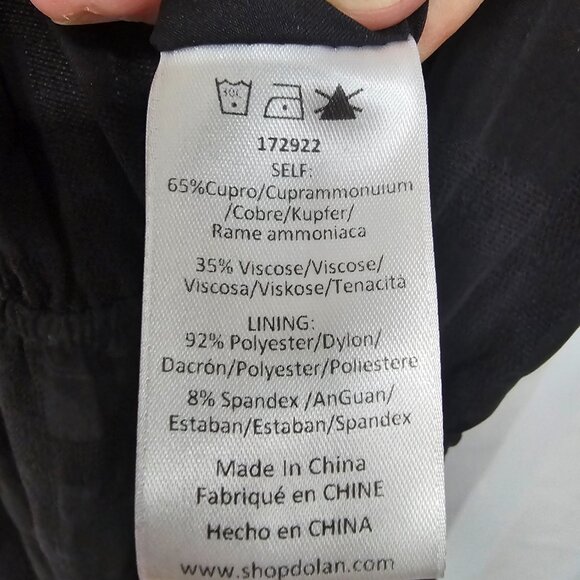 30C
172922
SELF:
65%Cupro/Cuprammonuium
/Cobre/Kupfer/
Rame ammoniaca
35% Viscose/Viscose/
Viscosa/Viskose/Tenacità
LINING:
92% Polyester/Dylon/
Dacrón/Polyester/Poliestere
8% Spandex /AnGuan/
Estaban/Estaban/Spandex
Made In China
Fabriqué en CHINE
Hecho en CHINA
www.shopdolan.com